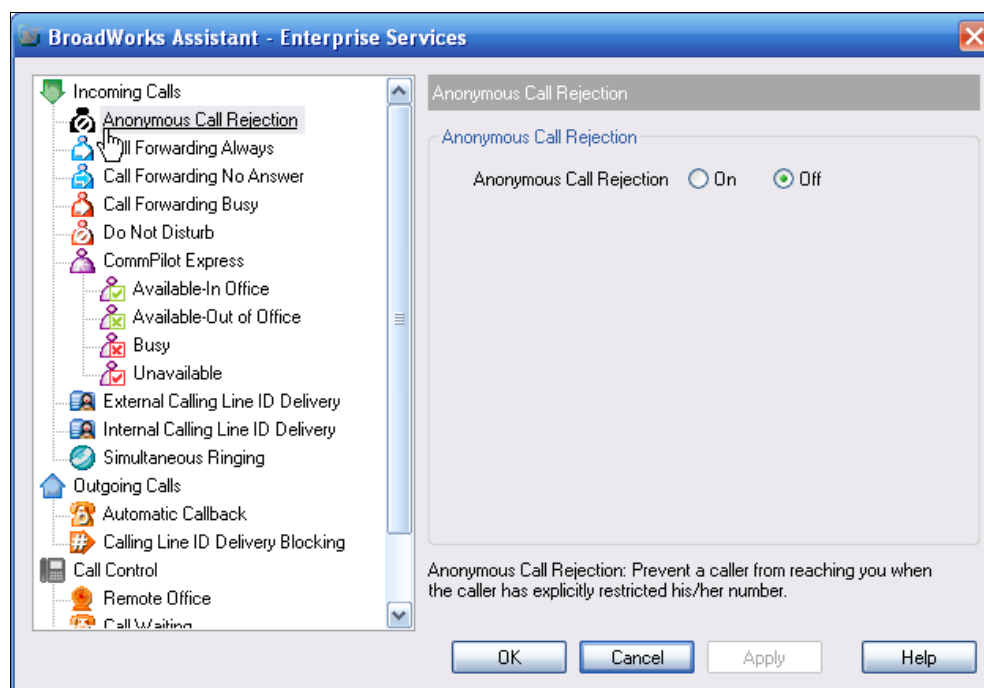 BroadWorks Assistant - Enterprise Services
Incoming Calls
Anonymous Call Rejection
ll Forwarding Always
Call Forwarding No Answer
Call Forwarding Busy
Do Not Disturb
CommPilot Express
Available-In Office
Available-Out of Office
Busy
Unavailable
External Calling Line ID Delivery
Internal Calling Line ID Delivery
Simultaneous Ringing
Outgoing Calls
Automatic Callback
Calling Line ID Delivery Blocking
Call Control
Remote Office
Call Waiting
Anonymous Call Rejection
Anonymous Call Rejection
Anonymous Call Rejection On Off
Anonymous Call Rejection: Prevent a caller from reaching you when
the caller has explicitly restricted his/her number.
OK Cancel Apply Help